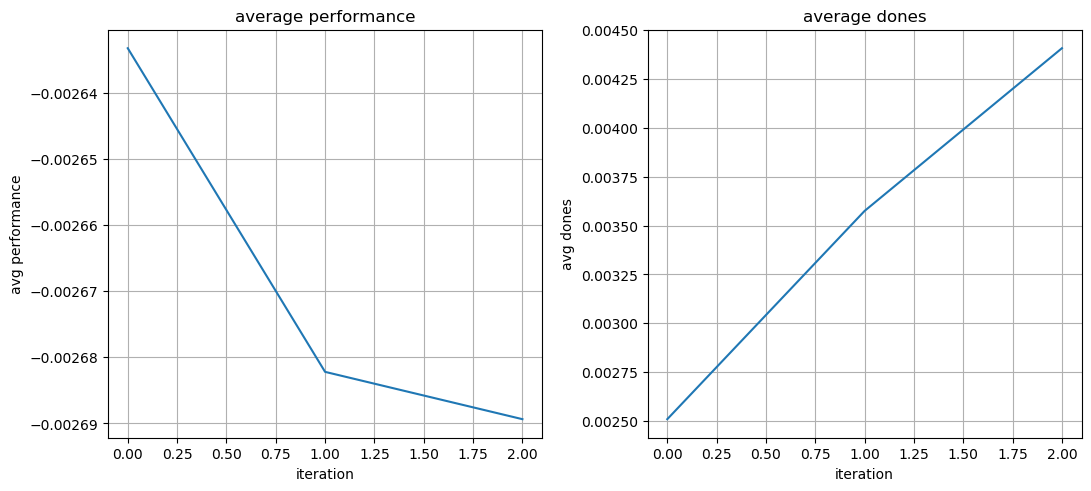 average performance
avg performance
−0.00264
−0.00265
−0.00266
−0.00267
−0.00268
−0.00269
0.00 0.25 0.50 0.75 1.00 1.25 1.50 1.75 2.00
iteration
average dones
avg dones
0.00450
0.00425
0.00400
0.00375
0.00350
0.00325
0.00300
0.00275
0.00250
0.00 0.25 0.50 0.75 1.00 1.25 1.50 1.75 2.00
iteration